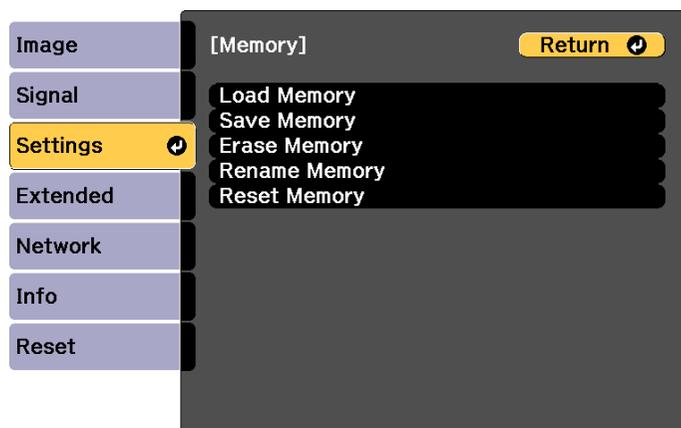 Image
Signal
Settings
Extended
Network
Info
Reset
[Memory]
Return
Load Memory
Save Memory
Erase Memory
Rename Memory
Reset Memory